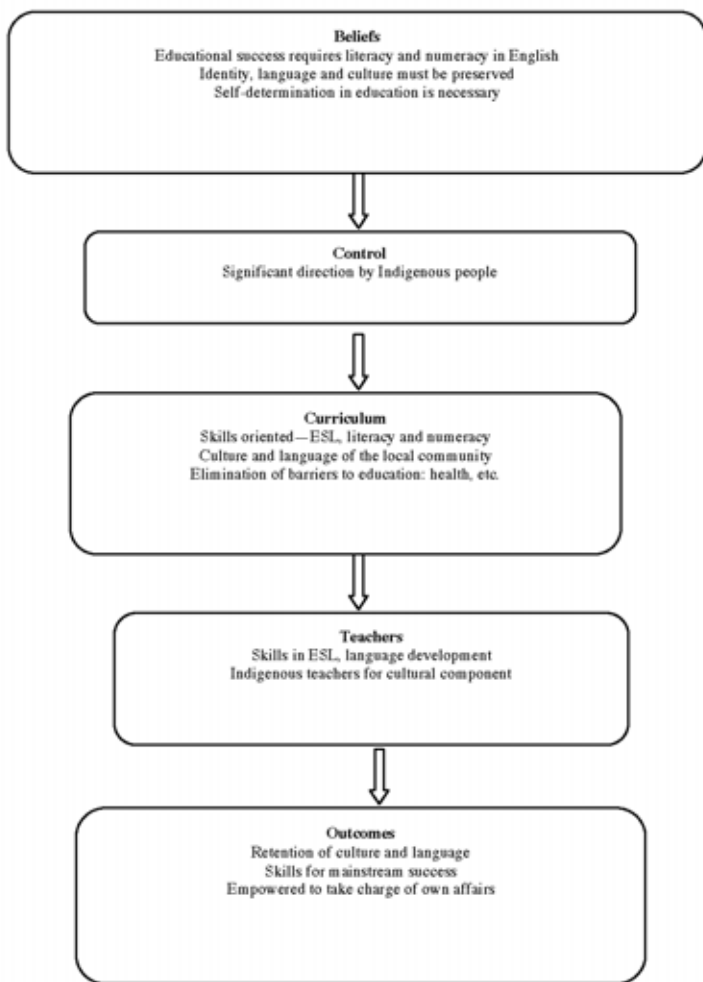 Beliefs
Educational success requires literacy and numeracy in English
Identity, language and culture must be preserved
Self-determination in education is necessary
Control
Significant direction by Indigenous people
Curriculum
Skills oriented—ESL, literacy and numeracy
Culture and language of the local community
Elimination of barriers to education: health, etc.
Teachers
Skills in ESL, language development
Indigenous teachers for cultural component
Outcomes
Retention of culture and language
Skills for mainstream success
Empowered to take charge of own affairs